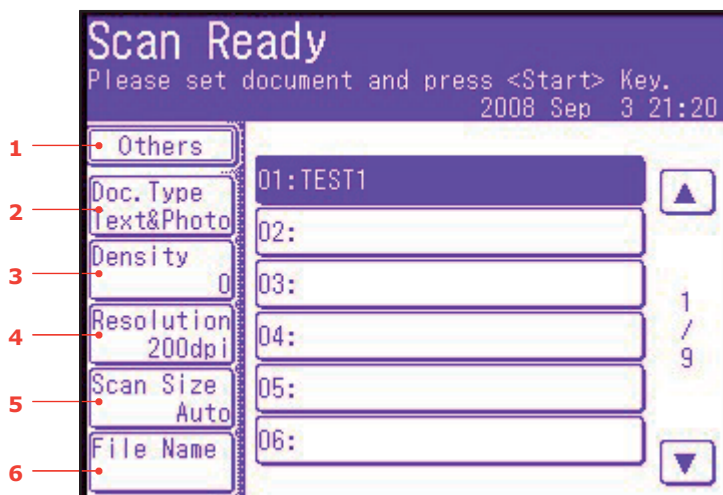 Scan Ready
Please set document and press <Start> Key.
2008 Sep 3 21:20
1
Others
2
Doc.Type
Text&Photo
3
Density
0
4
Resolution
200dpi
5
Scan Size
Auto
6
File Name
01:TEST1
02:
03:
04:
05:
06:
1
/
9